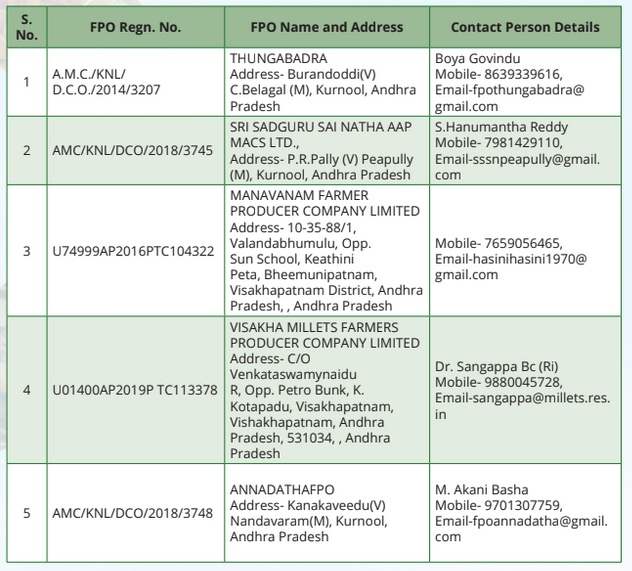 S. No.
FPO Regn. No.
FPO Name and Address
Contact Person Details
1
A.M.C./KNL/
D.C.O./2014/3207
THUNGABADRA
Address- Burandoddi(V)
C.Belagal (M), Kurnool, Andhra
Pradesh
Boya Govindu
Mobile- 8639339616,
Email-fpothungabadra@
gmail.com
2
AMC/KNL/DCO/2018/3745
SRI SADGURU SAI NATHA AAP
MACS LTD.,
Address- P.R.Pally (V) Peapully
(M), Kurnool, Andhra Pradesh
S.Hanumantha Reddy
Mobile- 7981429110,
Email-sssnpeapully@gmail.
com
3
U74999AP2016PTC104322
MANAVANAM FARMER
PRODUCER COMPANY LIMITED
Address- 10-35-88/1,
Valandabhumulu, Opp.
Sun School, Keathini
Peta, Bheemunipatnam,
Visakhapatnam District, Andhra
Pradesh, , Andhra Pradesh
Mobile- 7659056465,
Email-hasinihasini1970@
gmail.com
4
U01400AP2019P TC113378
VISAKHA MILLETS FARMERS
PRODUCER COMPANY LIMITED
Address- C/O
Venkataswamynaidu
R, Opp. Petro Bunk, K.
Kotapadu, Visakhapatnam,
Vishakhapatnam, Andhra
Pradesh, 531034, , Andhra
Pradesh
Dr. Sangappa Bc (Ri)
Mobile- 9880045728,
Email-sangappa@millets.res.
in
5
AMC/KNL/DCO/2018/3748
ANNADATHAFPO
Address- Kanakaveedu(V)
Nandavaram(M), Kurnool,
Andhra Pradesh
M. Akani Basha
Mobile- 9701307759,
Email-fpoannadatha@gmail.
com